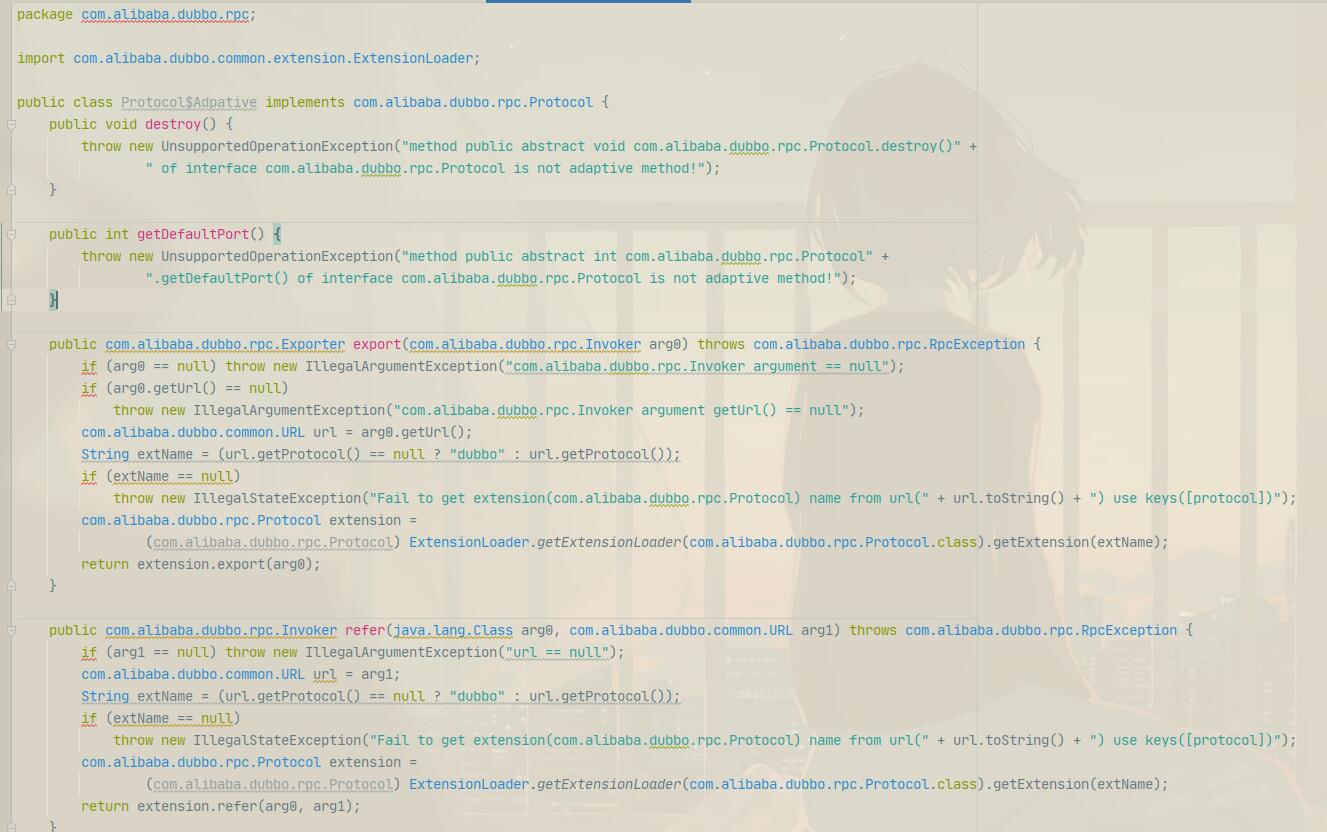 package com.alibaba.dubbo.rpc;
import com.alibaba.dubbo.common.extension.ExtensionLoader;
public class Protocol$Adpative implements com.alibaba.dubbo.rpc.Protocol {
    public void destroy() {
        throw new UnsupportedOperationException("method public abstract void com.alibaba.dubbo.rpc.Protocol.destroy()" +
                " of interface com.alibaba.dubbo.rpc.Protocol is not adaptive method!");
    }
    public int getDefaultPort() {
        throw new UnsupportedOperationException("method public abstract int com.alibaba.dubbo.rpc.Protocol" +
                ".getDefaultPort() of interface com.alibaba.dubbo.rpc.Protocol is not adaptive method!");
    }
    public com.alibaba.dubbo.rpc.Exporter export(com.alibaba.dubbo.rpc.Invoker arg0) throws com.alibaba.dubbo.rpc.RpcException {
        if (arg0 == null) throw new IllegalArgumentException("com.alibaba.dubbo.rpc.Invoker argument == null");
        if (arg0.getUrl() == null)
            throw new IllegalArgumentException("com.alibaba.dubbo.rpc.Invoker argument getUrl() == null");
        com.alibaba.dubbo.common.URL url = arg0.getUrl();
        String extName = (url.getProtocol() == null ? "dubbo" : url.getProtocol());
        if (extName == null)
            throw new IllegalStateException("Fail to get extension(com.alibaba.dubbo.rpc.Protocol) name from url(" + url.toString() + ") use keys([protocol])");
        com.alibaba.dubbo.rpc.Protocol extension =
                (com.alibaba.dubbo.rpc.Protocol) ExtensionLoader.getExtensionLoader(com.alibaba.dubbo.rpc.Protocol.class).getExtension(extName);
        return extension.export(arg0);
    }
    public com.alibaba.dubbo.rpc.Invoker refer(java.lang.Class arg0, com.alibaba.dubbo.common.URL arg1) throws com.alibaba.dubbo.rpc.RpcException {
        if (arg1 == null) throw new IllegalArgumentException("url == null");
        com.alibaba.dubbo.common.URL url = arg1;
        String extName = (url.getProtocol() == null ? "dubbo" : url.getProtocol());
        if (extName == null)
            throw new IllegalStateException("Fail to get extension(com.alibaba.dubbo.rpc.Protocol) name from url(" + url.toString() + ") use keys([protocol])");
        com.alibaba.dubbo.rpc.Protocol extension =
                (com.alibaba.dubbo.rpc.Protocol) ExtensionLoader.getExtensionLoader(com.alibaba.dubbo.rpc.Protocol.class).getExtension(extName);
        return extension.refer(arg0, arg1);
    }